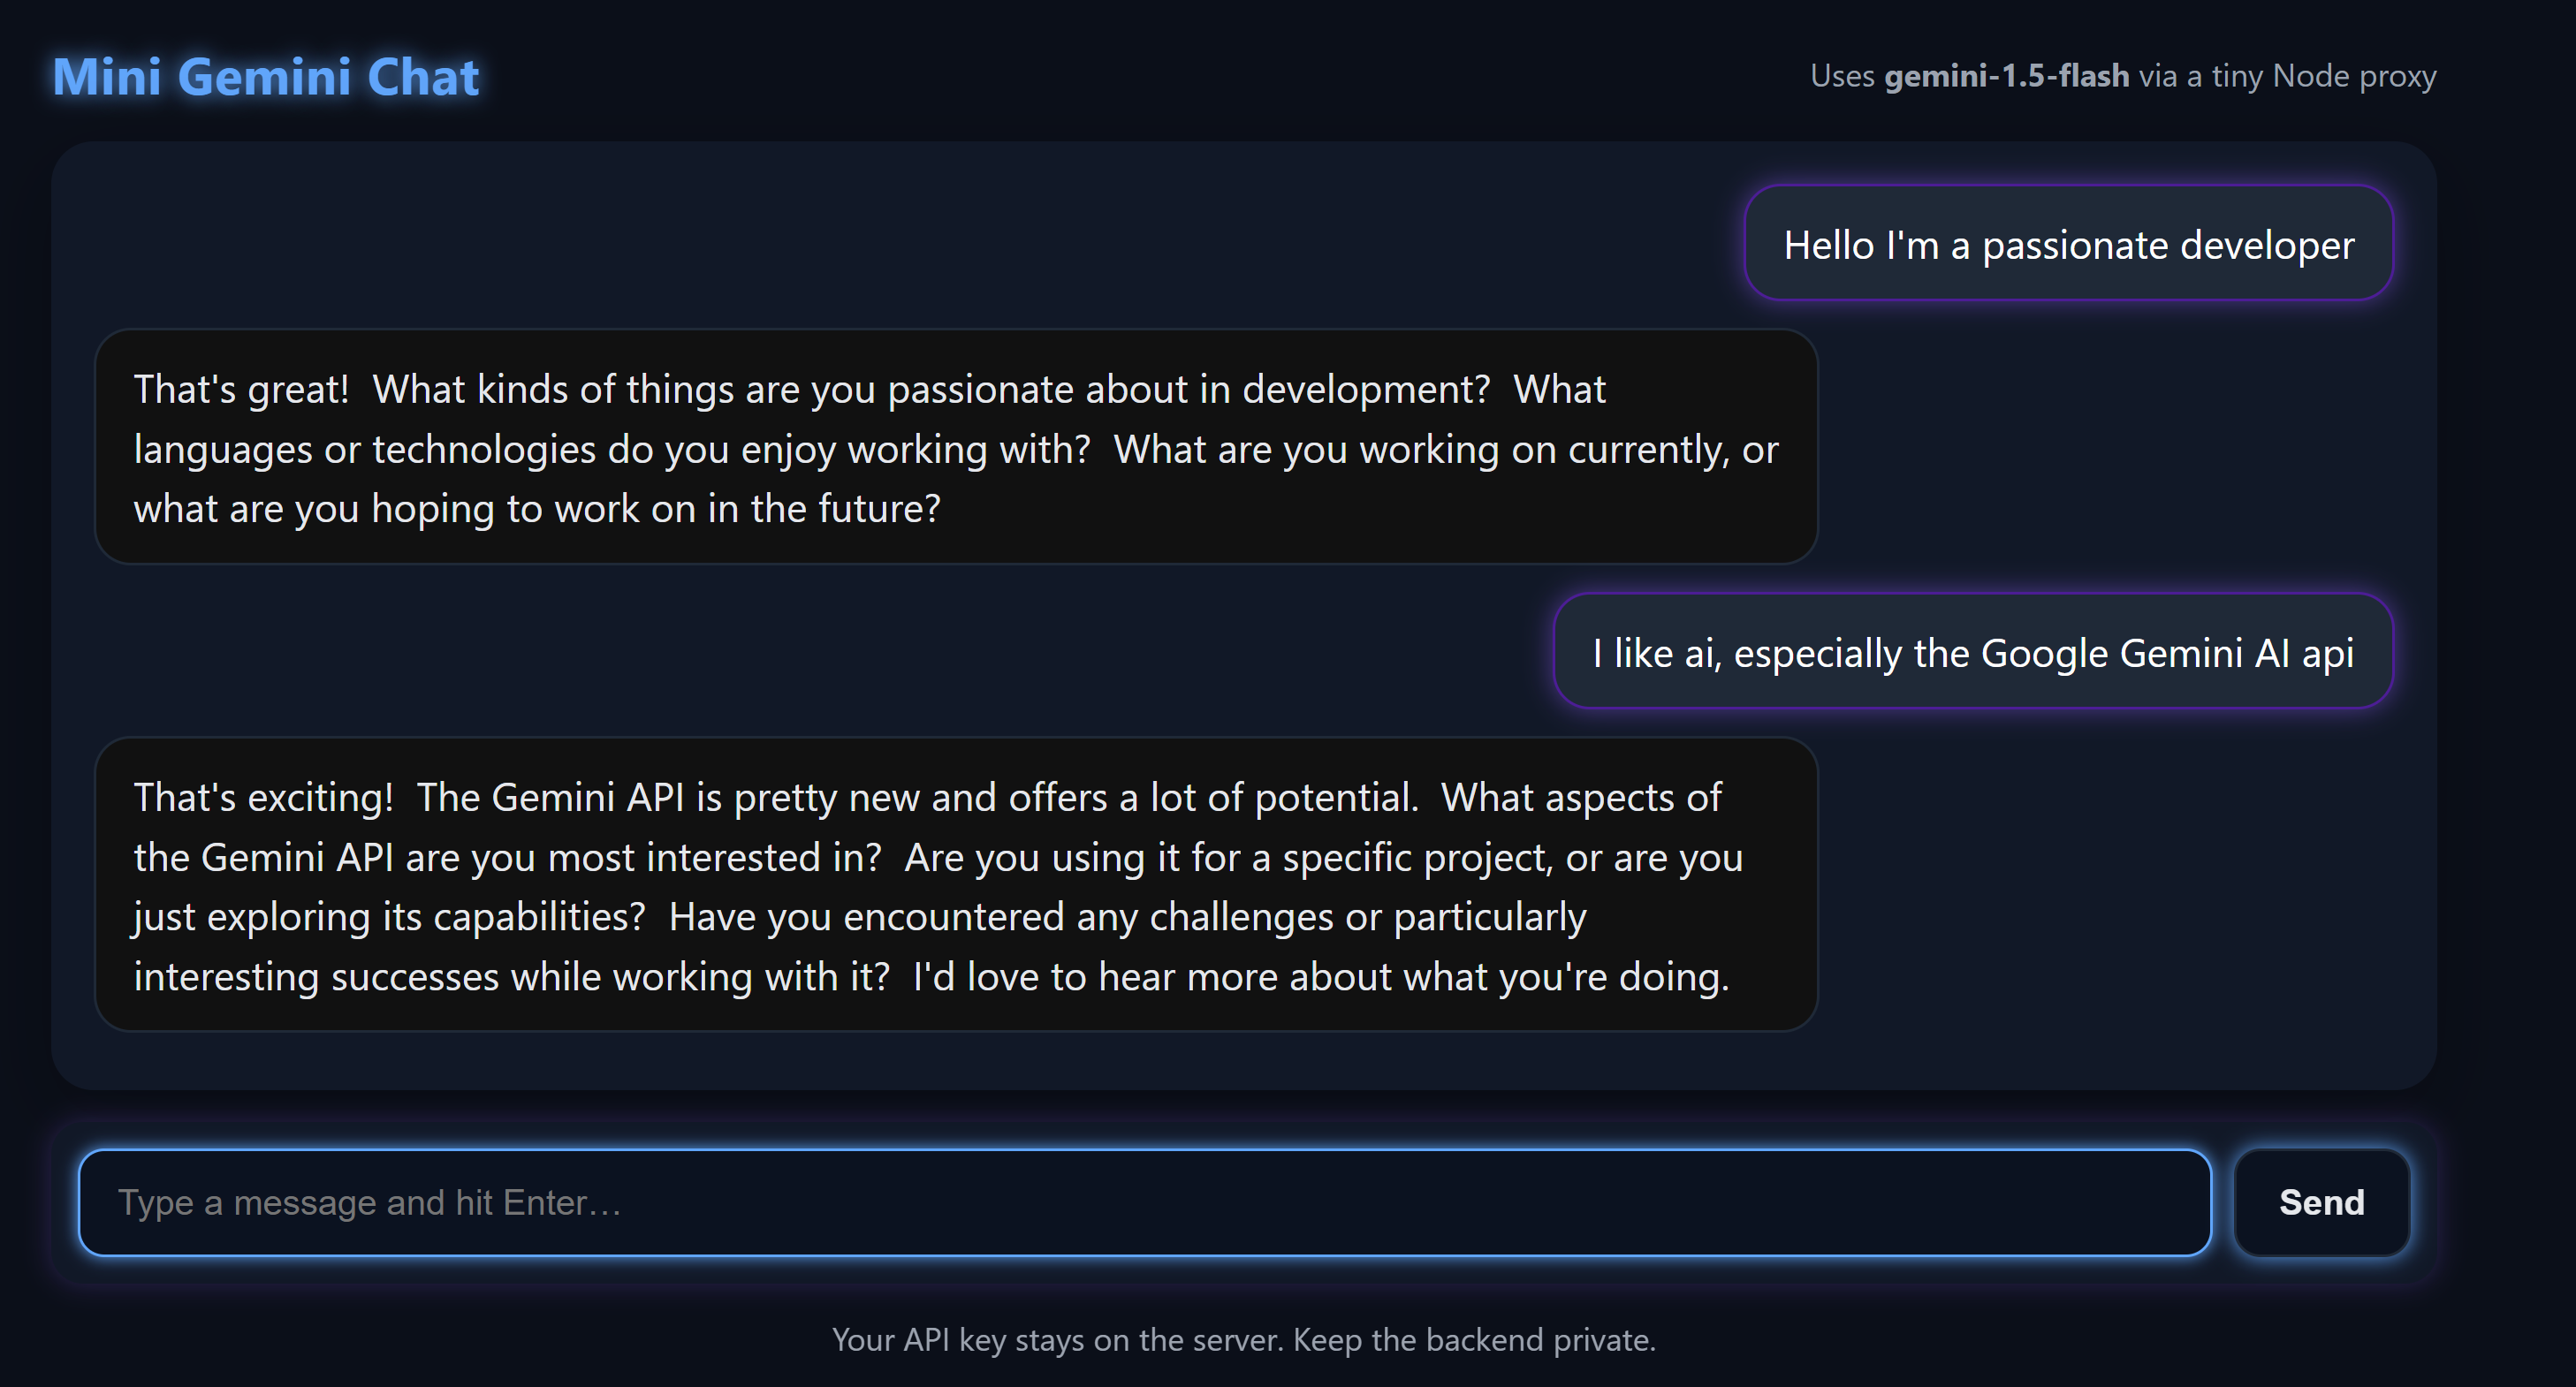 Mini Gemini Chat
Uses gemini-1.5-flash via a tiny Node proxy
Hello I'm a passionate developer
That's great!  What kinds of things are you passionate about in development?  What
languages or technologies do you enjoy working with?  What are you working on currently, or
what are you hoping to work on in the future?
I like ai, especially the Google Gemini AI api
That's exciting!  The Gemini API is pretty new and offers a lot of potential.  What aspects of
the Gemini API are you most interested in?  Are you using it for a specific project, or are you
just exploring its capabilities?  Have you encountered any challenges or particularly
interesting successes while working with it?  I'd love to hear more about what you're doing.
Type a message and hit Enter…
Send
Your API key stays on the server. Keep the backend private.